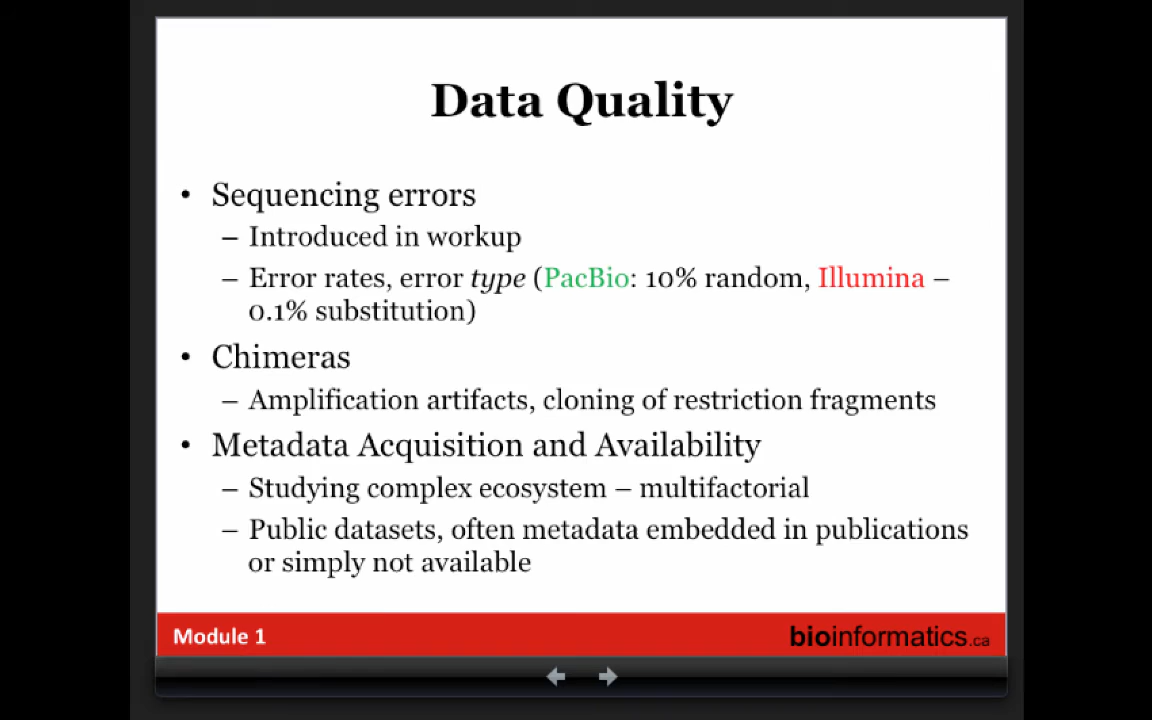 Data Quality
• Sequencing errors
– Introduced in workup
– Error rates, error type (PacBio: 10% random, Illumina –
0.1% substitution)
• Chimeras
– Amplification artifacts, cloning of restriction fragments
• Metadata Acquisition and Availability
– Studying complex ecosystem – multifactorial
– Public datasets, often metadata embedded in publications
or simply not available
Module 1
bioinformatics.ca